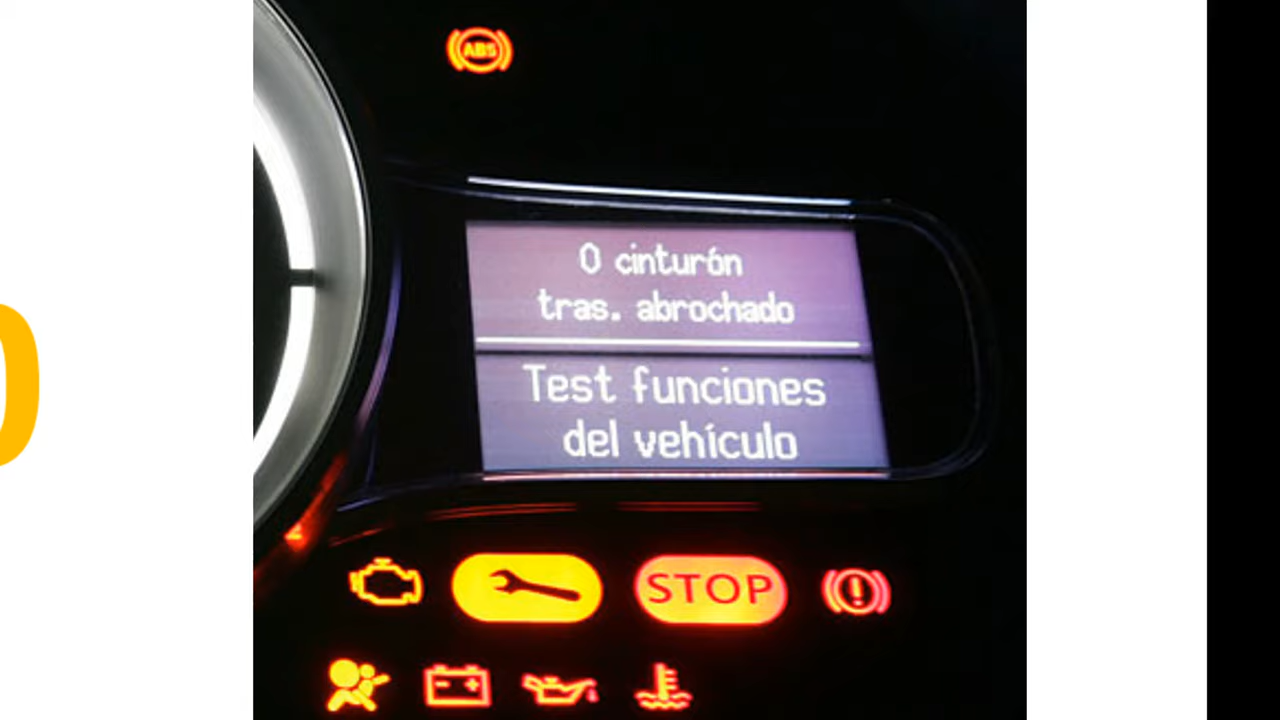 ABS
0 cinturón
tras. abrochado
Test funciones
del vehículo
STOP